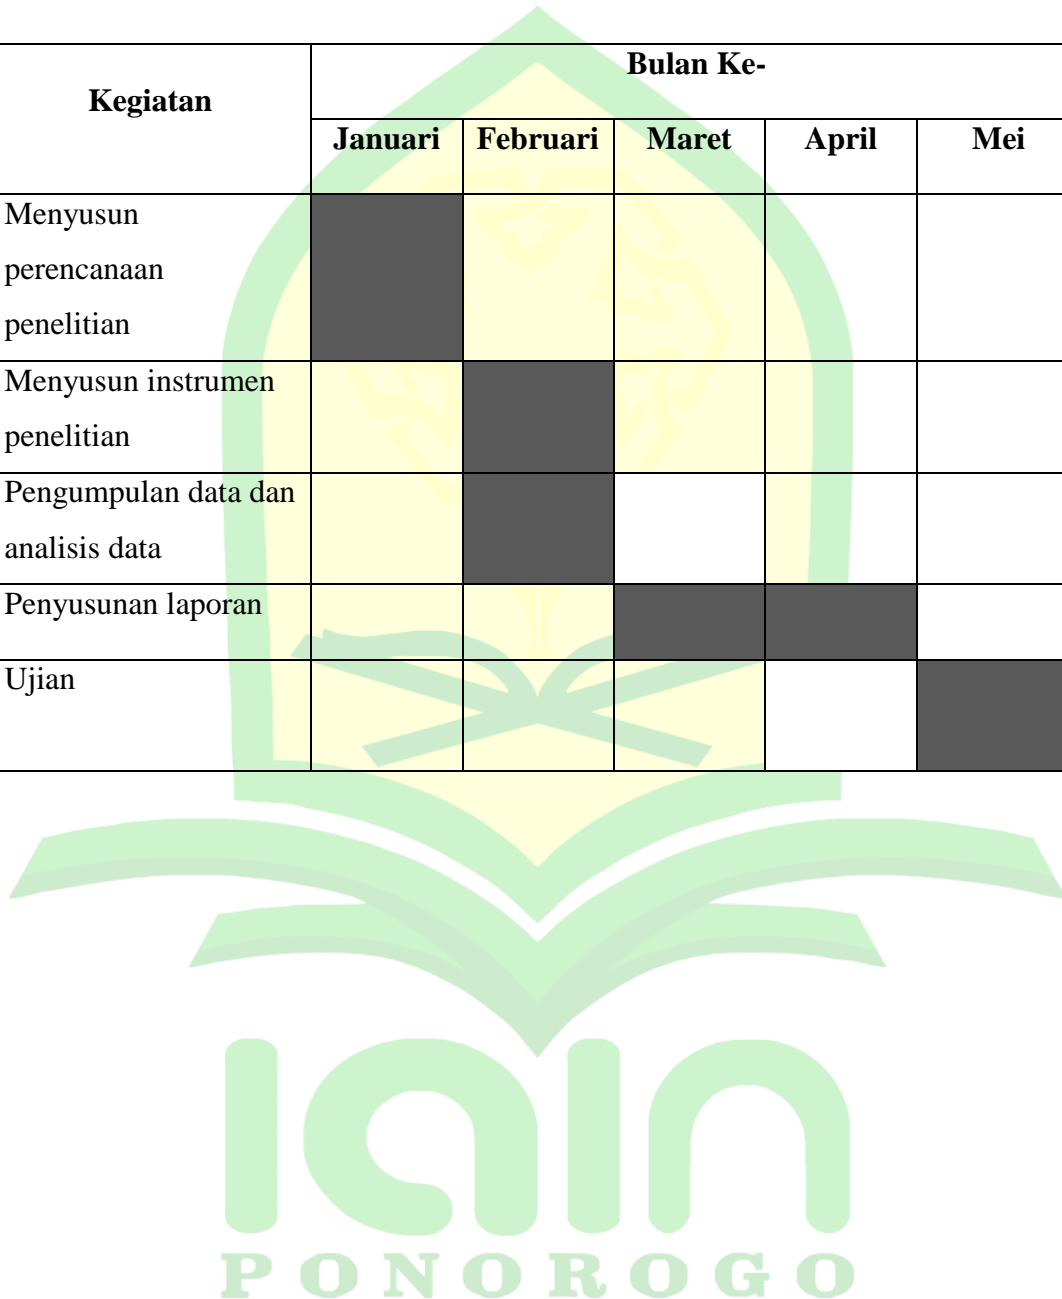 Kegiatan
Bulan Ke-
Januari Februari Maret April Mei
Menyusun
perencanaan
penelitian
Menyusun instrumen
penelitian
Pengumpulan data dan
analisis data
Penyusunan laporan
Ujian
IAIN
PONOROGO